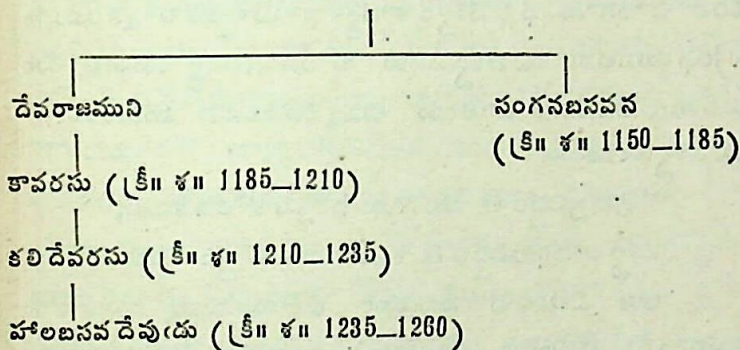 దేవరాజముని
సంగనబసవన
(క్రీ॥ శ॥ 1150_1185)
కావరసు (క్రీ॥ శ॥ 1185_1210)
కలిదేవరసు (క్రీ॥ శ॥ 1210_1235)
హాలబసవదేవుఁడు (క్రీ॥ శ॥ 1235_1260)